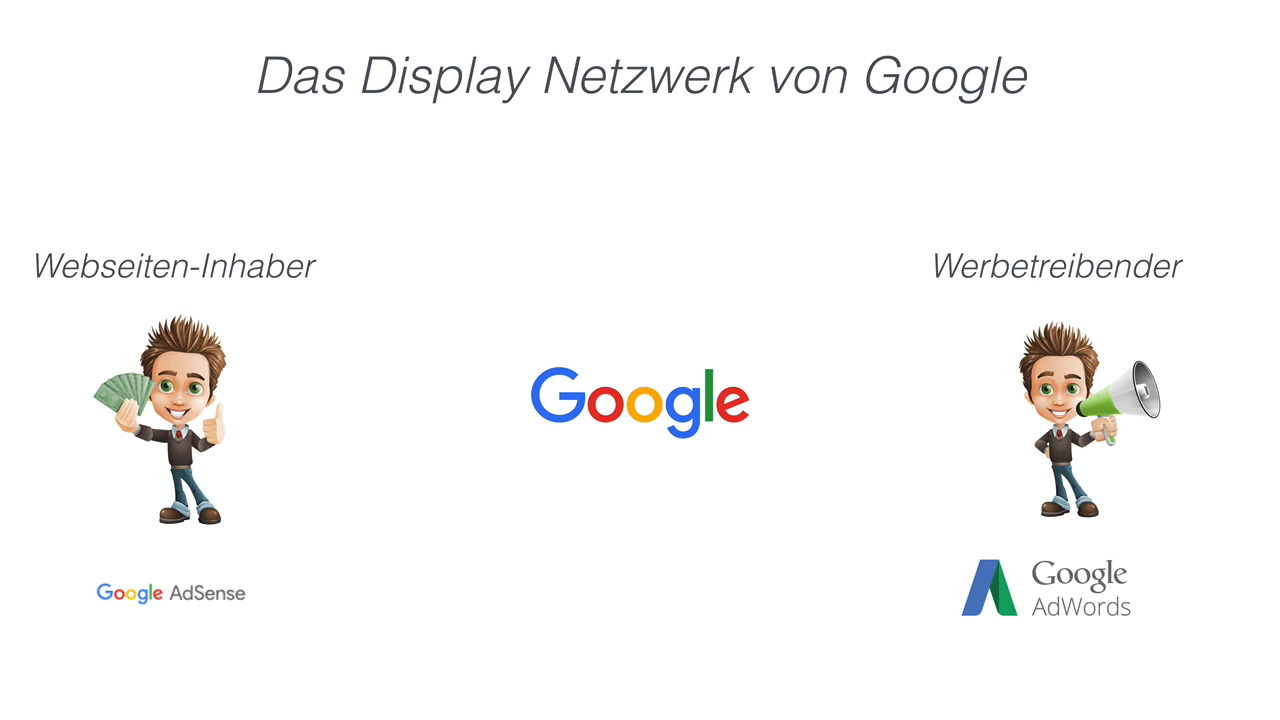 Das Display Netzwerk von Google
Webseiten-Inhaber
Werbetreibender
Google
Google AdSense
Google
AdWords